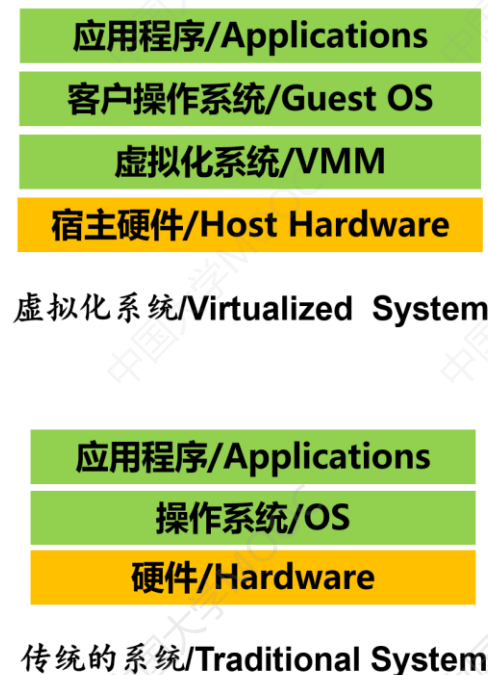 应用程序/Applications
客户操作系统/Guest OS
虚拟化系统/VMM
宿主硬件/Host Hardware
虚拟化系统/Virtualized System
应用程序/Applications
操作系统/OS
硬件/Hardware
传统的系统/Traditional System